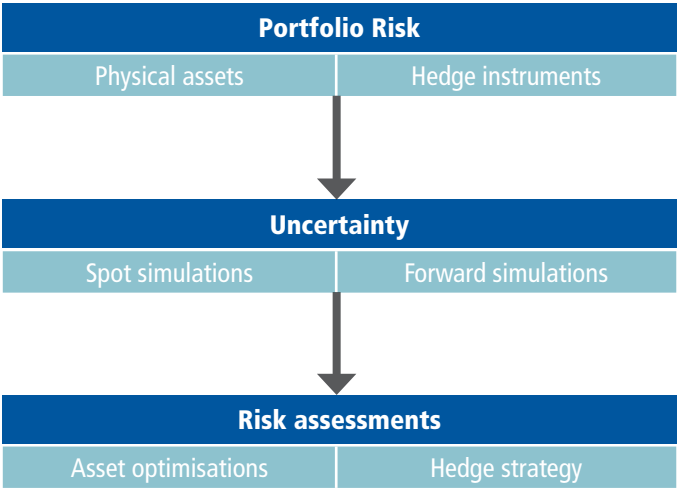 Portfolio Risk
Physical assets
Hedge instruments
Uncertainty
Spot simulations
Forward simulations
Risk assessments
Asset optimisations
Hedge strategy